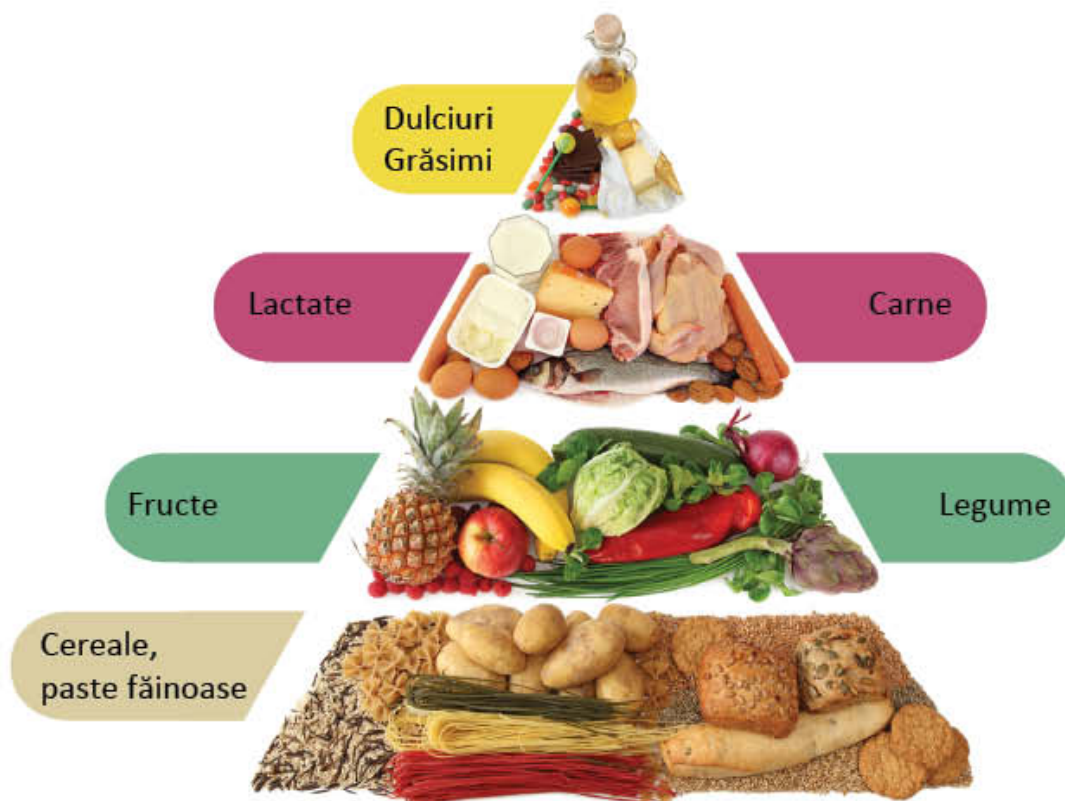 Dulciuri
Grăsimi
Lactate
Carne
Fructe
Legume
Cereale,
paste făinoase